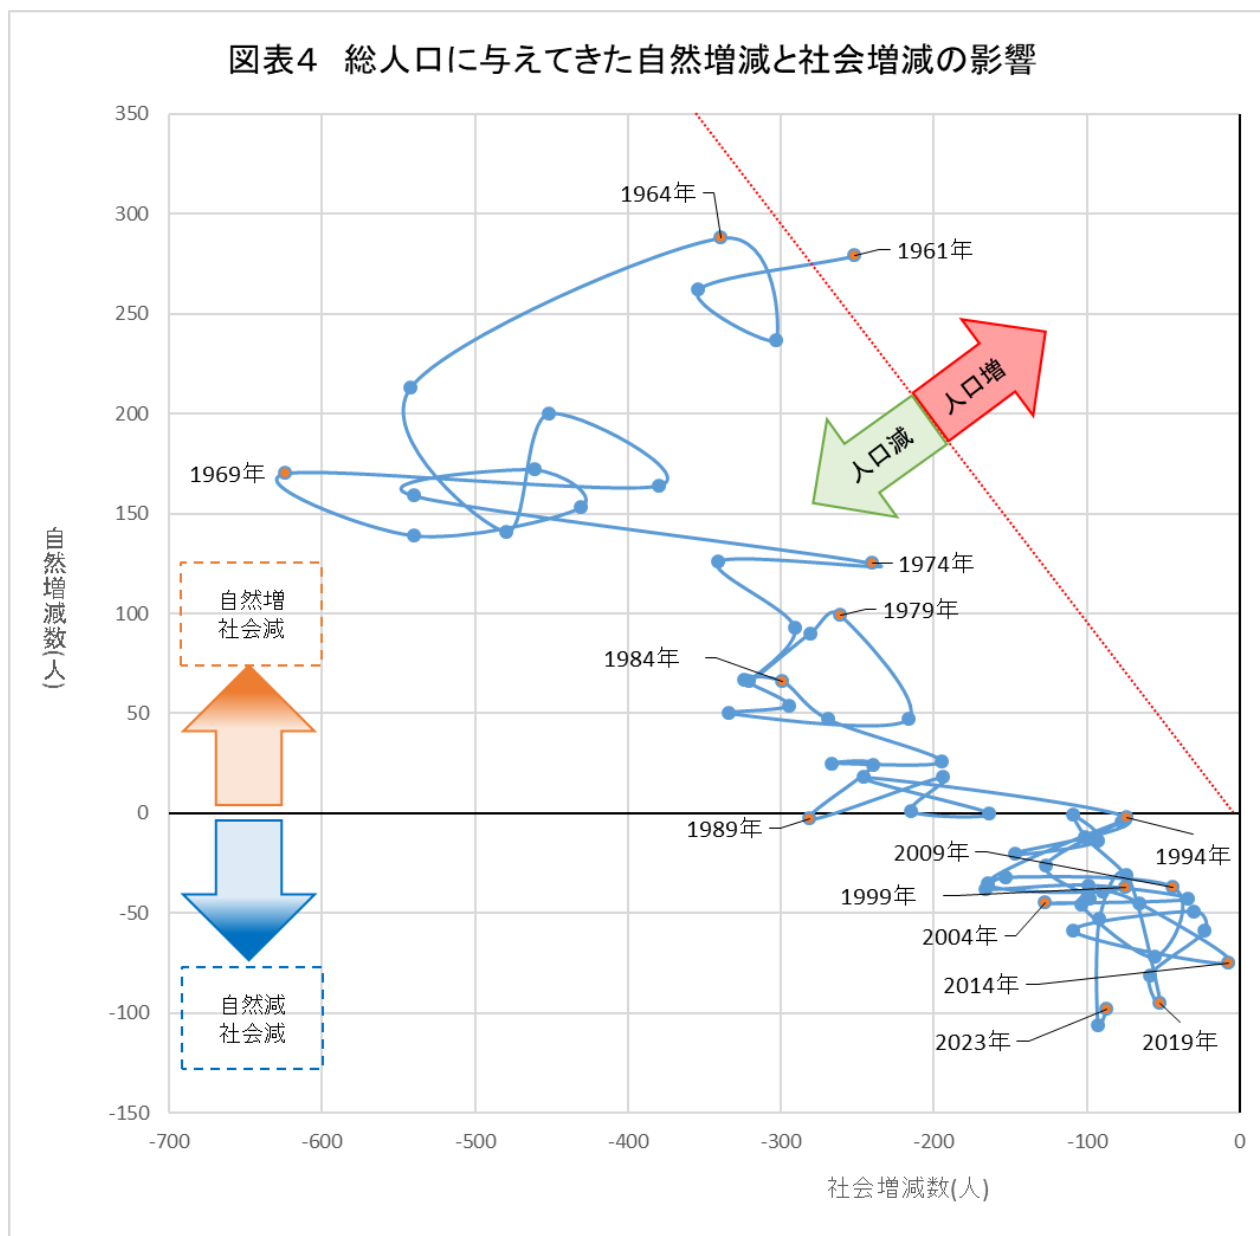 図表４　総人口に与えてきた自然増減と社会増減の影響
350
300
250
200
150
100
50
0
-50
-100
-150
-700
-600
-500
-400
-300
-200
-100
0
自然増減数(人)
社会増減数(人)
1964年
1961年
人口増
人口減
1969年
1974年
1979年
1984年
1989年
1994年
2009年
1999年
2004年
2014年
2023年
2019年
自然増
社会減
自然減
社会減